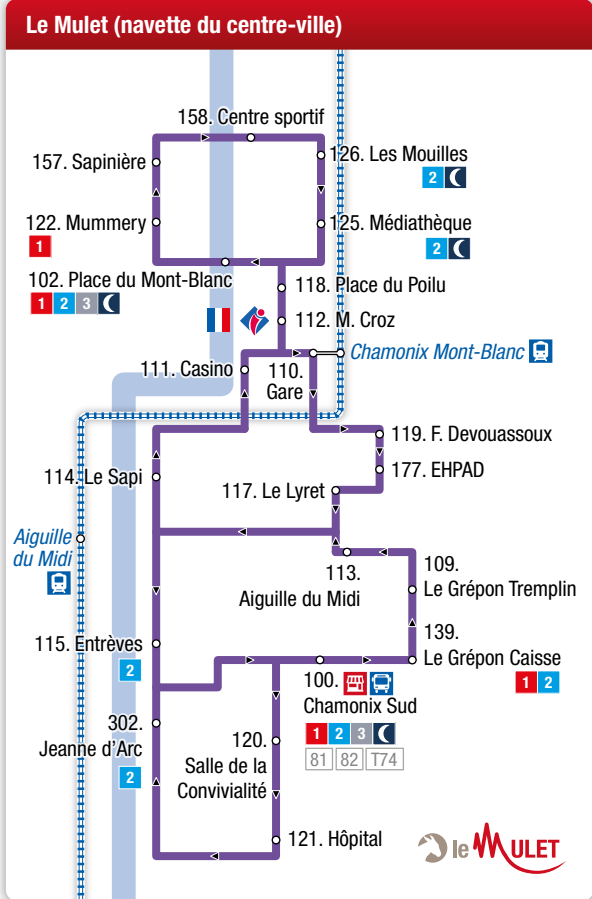 Le Mulet (navette du centre-ville)
158. Centre sportif
157. Sapinière
126. Les Mouilles
2
122. Mummery
1
125. Médiathèque
2
102. Place du Mont-Blanc
1 2 3
118. Place du Poilu
112. M. Croz
Chamonix Mont-Blanc
111. Casino
110.
Gare
119. F. Devouassoux
177. EHPAD
114. Le Sapi
117. Le Lyret
Aiguille
du Midi
113.
Aiguille du Midi
109.
Le Grépon Tremplin
139.
Le Grépon Caisse
1 2
115. Entrèves
2
100.
Chamonix Sud
1 2 3
81 82 T74
302.
Jeanne d'Arc
2
120.
Salle de la
Convivialité
121. Hôpital
le MULET